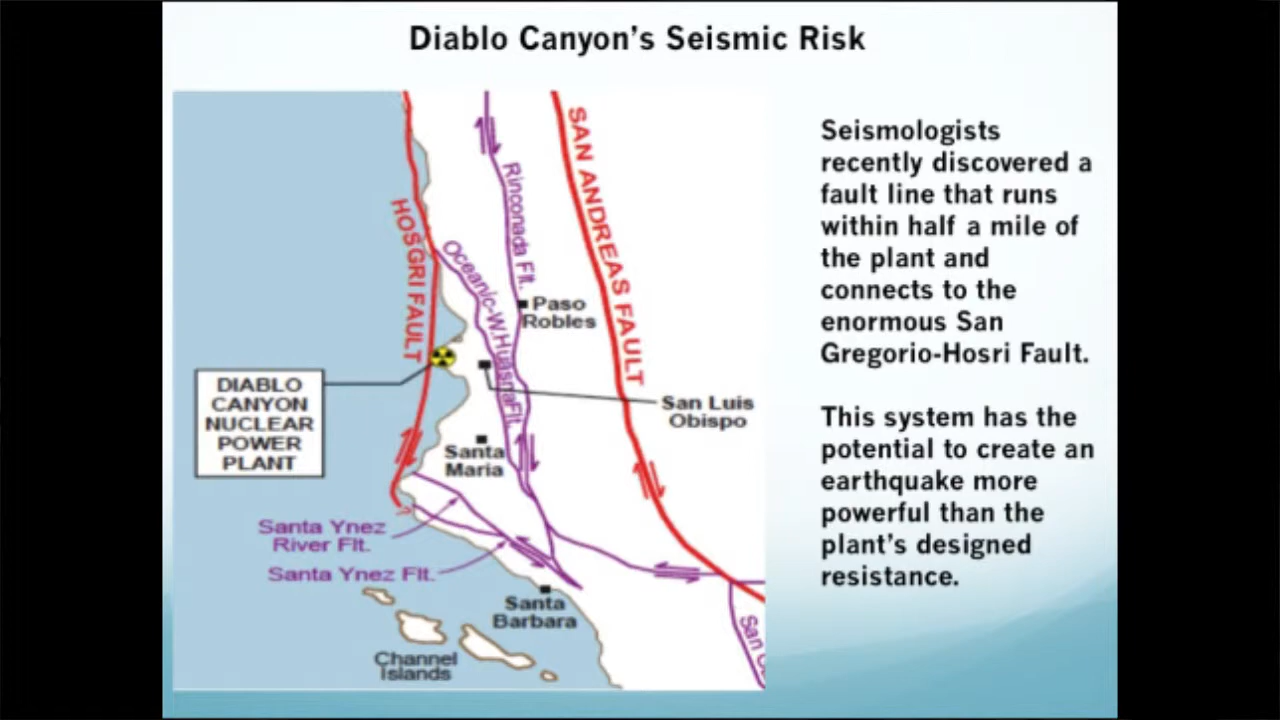 Diablo Canyon's Seismic Risk
SAN ANDREAS FAULT
HOSGRI FAULT
Rinconada Flt.
Oceanic-W.HuasnaFlt.
Paso
Robles
DIABLO
CANYON
NUCLEAR
POWER
PLANT
San Luis
Obispo
Santa
Maria
Santa Ynez
River Flt.
Santa Ynez Flt.
Santa
Barbara
Channel
Islands
San
Seismologists
recently discovered a
fault line that runs
within half a mile of
the plant and
connects to the
enormous San
Gregorio-Hosri Fault.
This system has the
potential to create an
earthquake more
powerful than the
plant's designed
resistance.